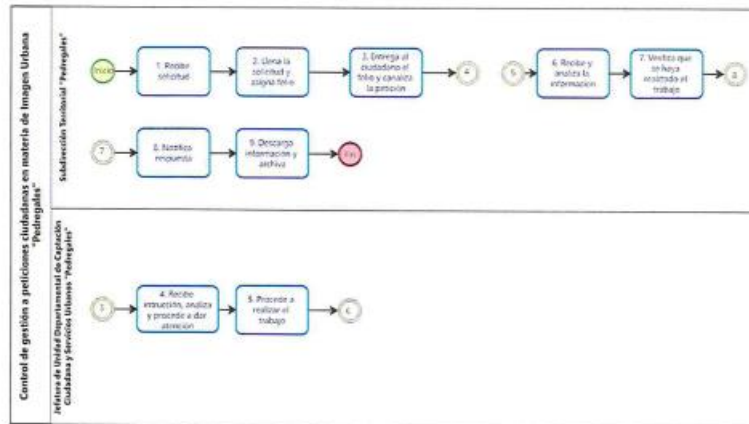 Control de gestión a peticiones ciudadanas en materia de Imagen Urbana
"Pedregales"
Subdirección Territorial "Pedregales"
Inicio
1. Recibe
solicitud
2. Llena la
solicitud y
asigna folio
3. Entrega al
ciudadano el
folio y canaliza
la petición
4
5
6. Recibe y
analiza la
información
7. Verifica que
se haya
realizado el
trabajo
8
7
8. Notifica
respuesta
9. Descarga
información y
archiva
Fin
Jefatura de Unidad Departamental de Captación
Ciudadana y Servicios Urbanos "Pedregales"
3
4. Recibe
instrucción, analiza
y procede a dar
atención
5. Procede a
realizar el
trabajo
6